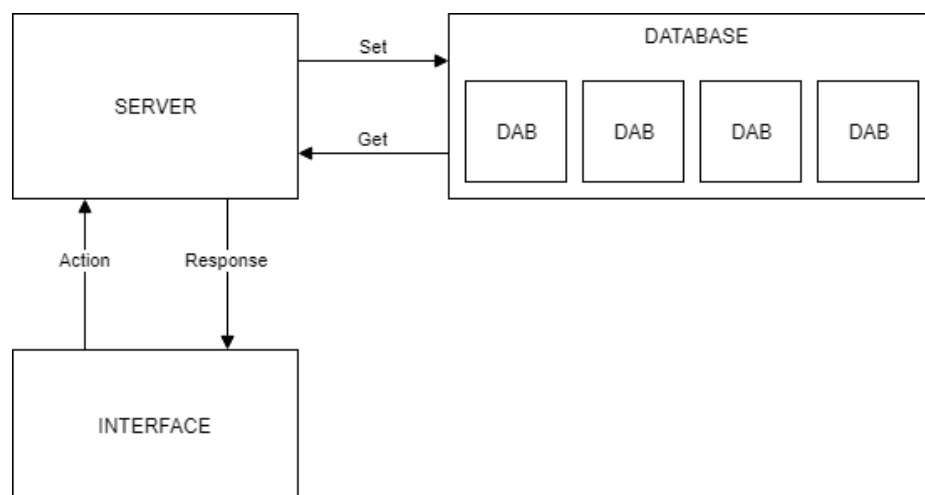 SERVER
Set
Get
DATABASE
DAB
DAB
DAB
DAB
Action
Response
INTERFACE